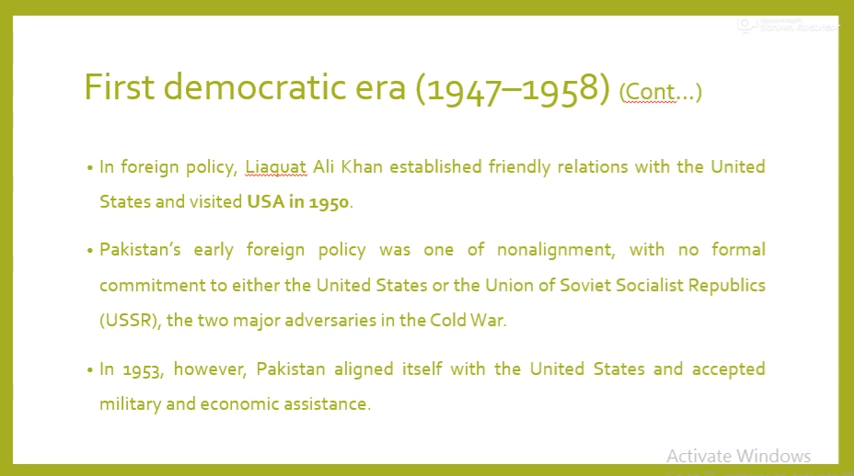 First democratic era (1947–1958) (Cont...)
• In foreign policy, Liaquat Ali Khan established friendly relations with the United
States and visited USA in 1950.
• Pakistan's early foreign policy was one of nonalignment, with no formal
commitment to either the United States or the Union of Soviet Socialist Republics
(USSR), the two major adversaries in the Cold War.
• In 1953, however, Pakistan aligned itself with the United States and accepted
military and economic assistance.
Activate Windows